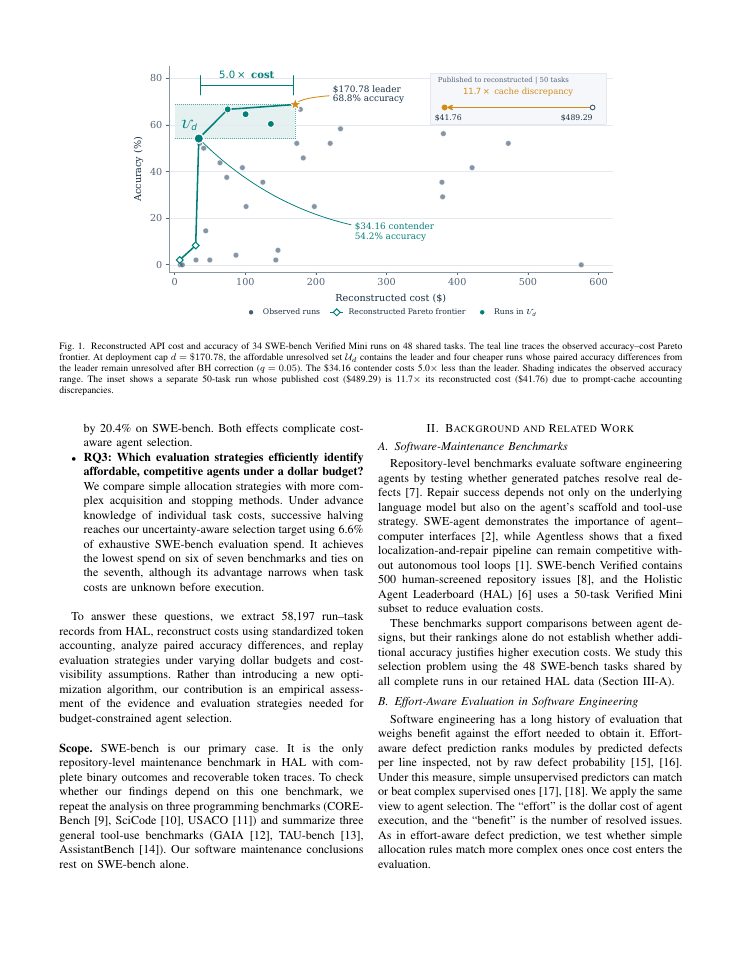 80
60
40
20
0
Accuracy (%)
5.0 × cost
𝒰d
$170.78 leader
68.8% accuracy
Published to reconstructed | 50 tasks
11.7× cache discrepancy
$41.76 $489.29
$34.16 contender
54.2% accuracy
0 100 200 300 400 500 600
Reconstructed cost ($)
Observed runs Reconstructed Pareto frontier Runs in 𝒰d
Fig. 1. Reconstructed API cost and accuracy of 34 SWE-bench Verified Mini runs on 48 shared tasks. The teal line traces the observed accuracy–cost Pareto
frontier. At deployment cap d = $170.78, the affordable unresolved set 𝒰d contains the leader and four cheaper runs whose paired accuracy differences from
the leader remain unresolved after BH correction (q = 0.05). The $34.16 contender costs 5.0× less than the leader. Shading indicates the observed accuracy
range. The inset shows a separate 50-task run whose published cost ($489.29) is 11.7× its reconstructed cost ($41.76) due to prompt-cache accounting
discrepancies.
by 20.4% on SWE-bench. Both effects complicate cost-
aware agent selection.
• RQ3: Which evaluation strategies efficiently identify
affordable, competitive agents under a dollar budget?
We compare simple allocation strategies with more com-
plex acquisition and stopping methods. Under advance
knowledge of individual task costs, successive halving
reaches our uncertainty-aware selection target using 6.6%
of exhaustive SWE-bench evaluation spend. It achieves
the lowest spend on six of seven benchmarks and ties on
the seventh, although its advantage narrows when task
costs are unknown before execution.
To answer these questions, we extract 58,197 run–task
records from HAL, reconstruct costs using standardized token
accounting, analyze paired accuracy differences, and replay
evaluation strategies under varying dollar budgets and cost-
visibility assumptions. Rather than introducing a new opti-
mization algorithm, our contribution is an empirical assess-
ment of the evidence and evaluation strategies needed for
budget-constrained agent selection.
Scope. SWE-bench is our primary case. It is the only
repository-level maintenance benchmark in HAL with com-
plete binary outcomes and recoverable token traces. To check
whether our findings depend on this one benchmark, we
repeat the analysis on three programming benchmarks (CORE-
Bench [9], SciCode [10], USACO [11]) and summarize three
general tool-use benchmarks (GAIA [12], TAU-bench [13],
AssistantBench [14]). Our software maintenance conclusions
rest on SWE-bench alone.
II. BACKGROUND AND RELATED WORK
A. Software-Maintenance Benchmarks
Repository-level benchmarks evaluate software engineering
agents by testing whether generated patches resolve real de-
fects [7]. Repair success depends not only on the underlying
language model but also on the agent's scaffold and tool-use
strategy. SWE-agent demonstrates the importance of agent–
computer interfaces [2], while Agentless shows that a fixed
localization-and-repair pipeline can remain competitive with-
out autonomous tool loops [1]. SWE-bench Verified contains
500 human-screened repository issues [8], and the Holistic
Agent Leaderboard (HAL) [6] uses a 50-task Verified Mini
subset to reduce evaluation costs.
These benchmarks support comparisons between agent de-
signs, but their rankings alone do not establish whether addi-
tional accuracy justifies higher execution costs. We study this
selection problem using the 48 SWE-bench tasks shared by
all complete runs in our retained HAL data (Section III-A).
B. Effort-Aware Evaluation in Software Engineering
Software engineering has a long history of evaluation that
weighs benefit against the effort needed to obtain it. Effort-
aware defect prediction ranks modules by predicted defects
per line inspected, not by raw defect probability [15], [16].
Under this measure, simple unsupervised predictors can match
or beat complex supervised ones [17], [18]. We apply the same
view to agent selection. The “effort” is the dollar cost of agent
execution, and the “benefit” is the number of resolved issues.
As in effort-aware defect prediction, we test whether simple
allocation rules match more complex ones once cost enters the
evaluation.